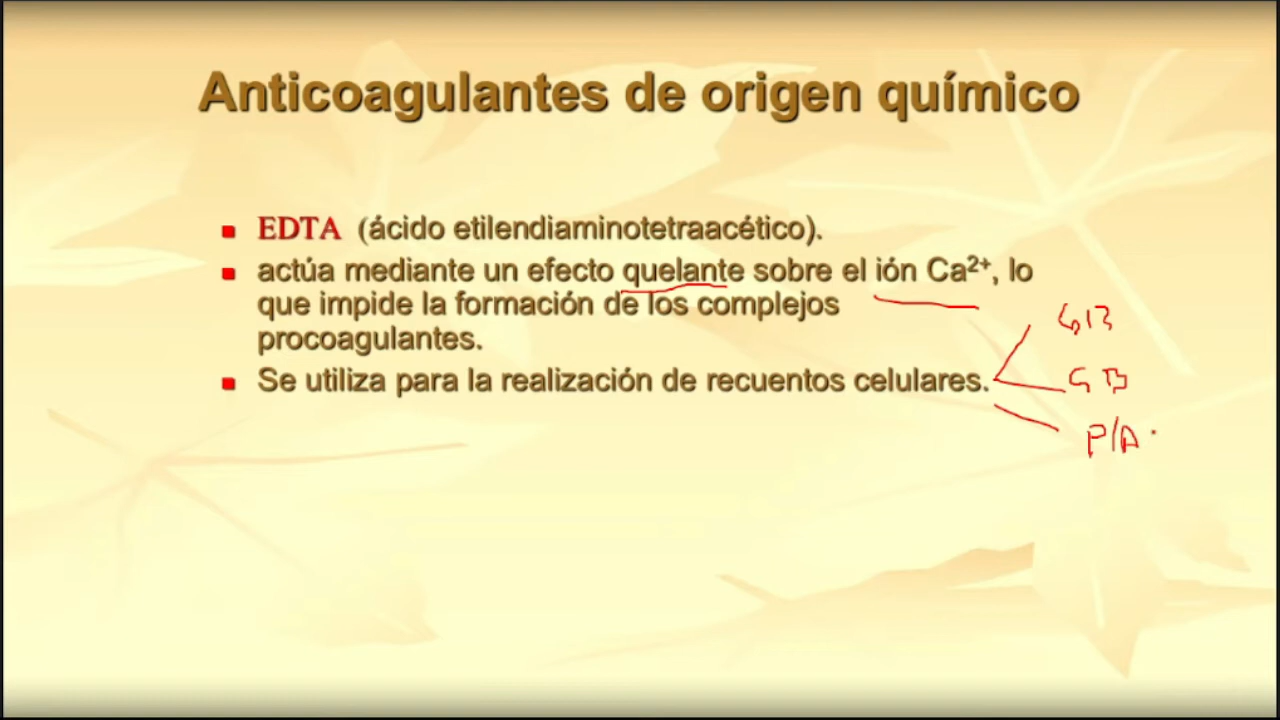 Anticoagulantes de origen químico
EDTA (ácido etilendiaminotetraacético).
actúa mediante un efecto quelante sobre el ión Ca²⁺, lo
que impide la formación de los complejos
procoagulantes.
Se utiliza para la realización de recuentos celulares.
GB